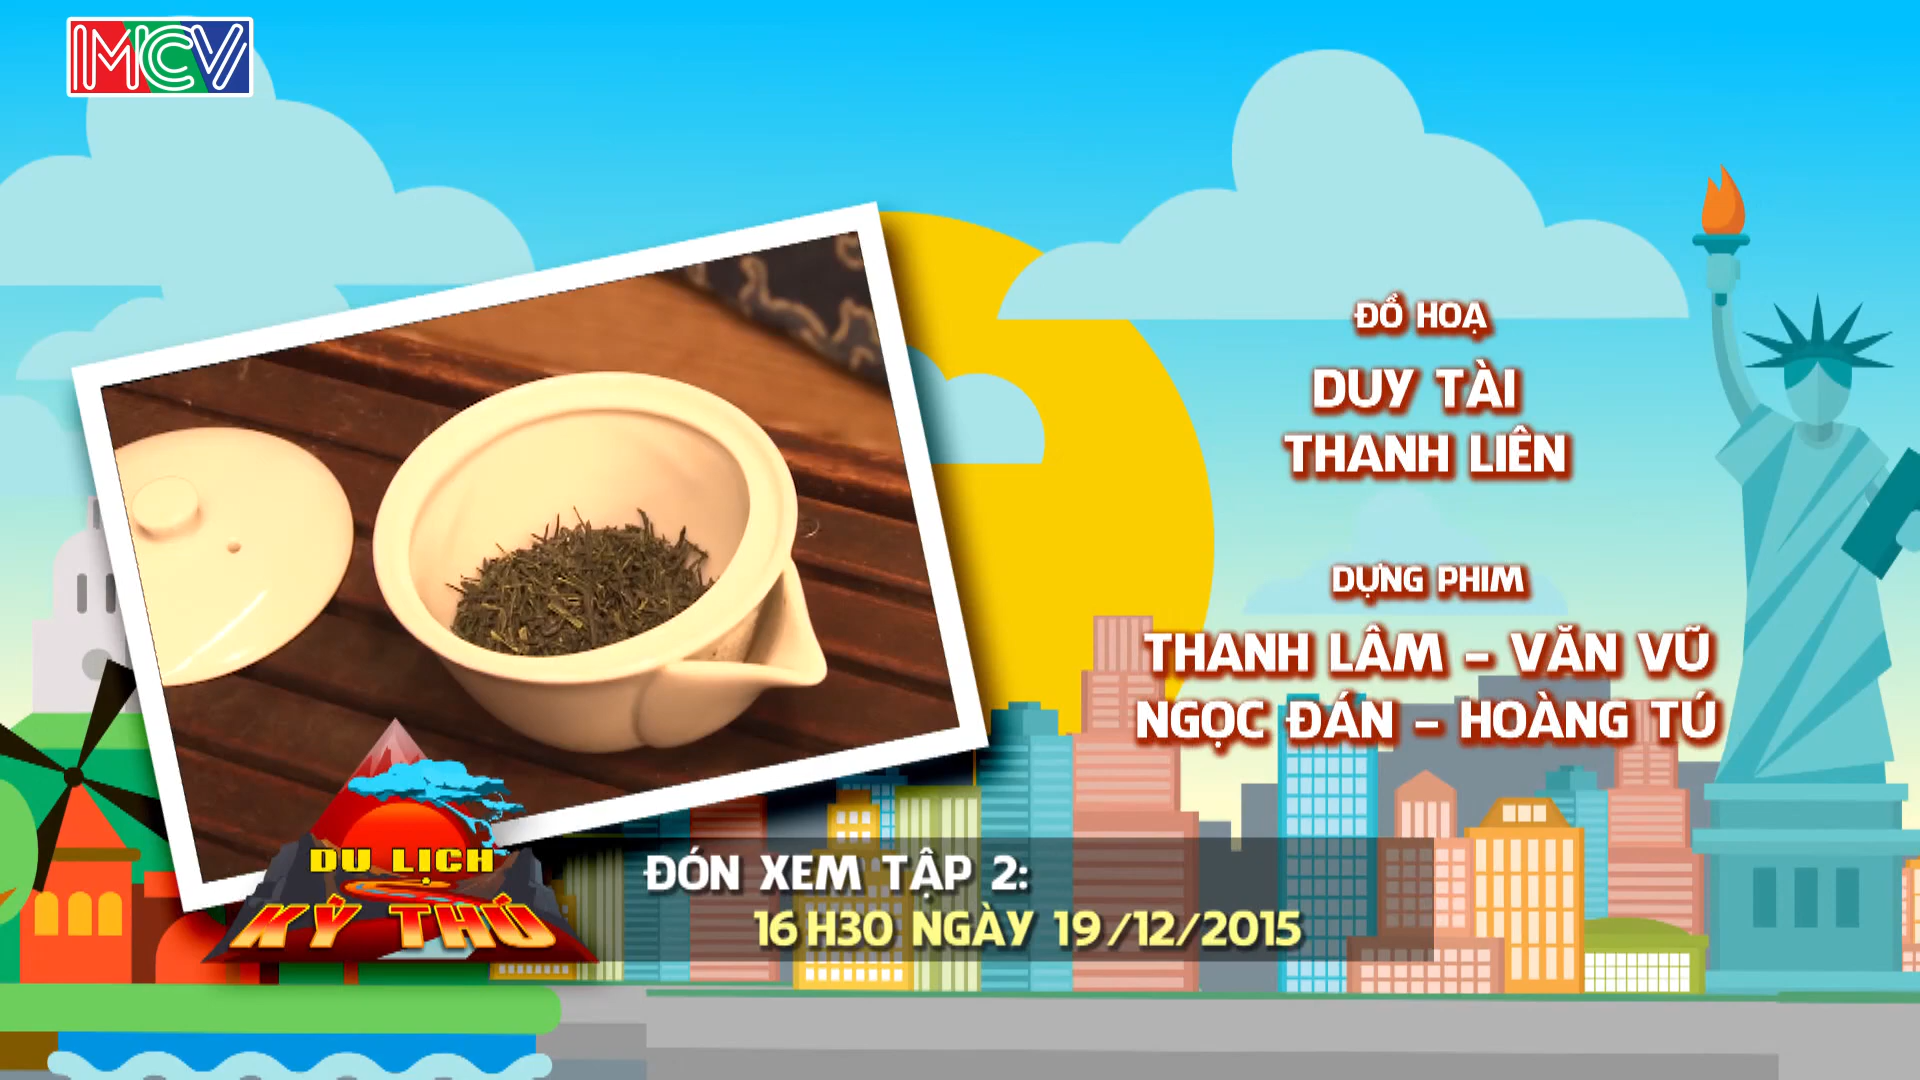 MCV
ĐỒ HOẠ
DUY TÀI
THANH LIÊN
DỰNG PHIM
THANH LÂM – VĂN VŨ
NGỌC ĐÁN – HOÀNG TÚ
DU LỊCH
KỲ THÚ
ĐÓN XEM TẬP 2:
16H30 NGÀY 19/12/2015